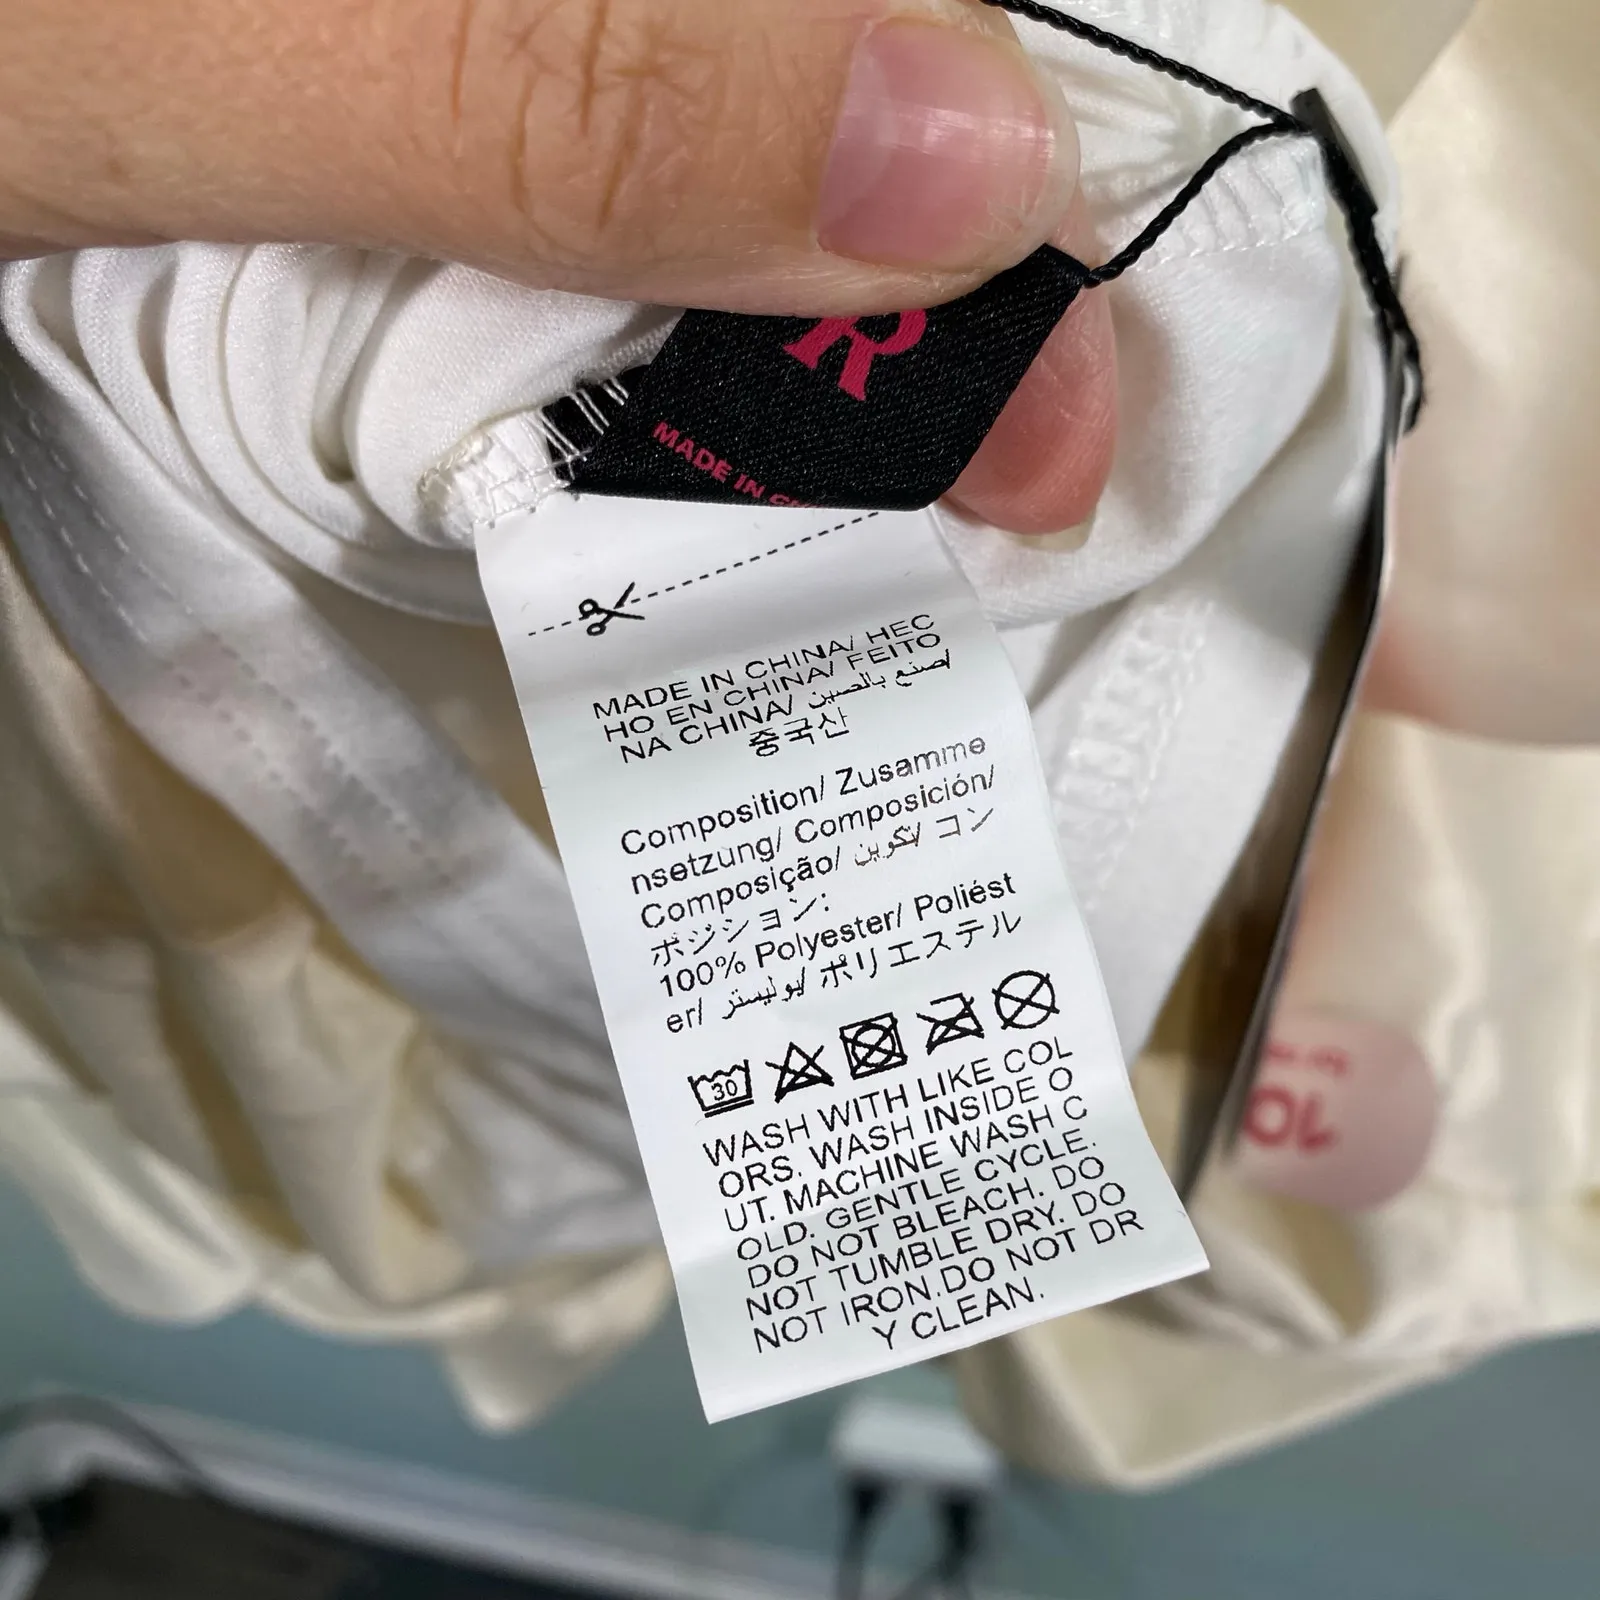 R
MADE IN
MADE IN CHINA/ HEC
HO EN CHINA/ FEITO
NA CHINA/ صنع بالصين/
중국산
Composition/ Zusamme
nsetzung/ Composición/
Composição/ تكوين/ コン
ポジション:
100% Polyester/ Poliést
er/ بوليستر/ ポリエステル
30
WASH WITH LIKE COL
ORS. WASH INSIDE O
UT. MACHINE WASH C
OLD. GENTLE CYCLE.
DO NOT BLEACH. DO
NOT TUMBLE DRY. DO
NOT IRON.DO NOT DR
Y CLEAN.
10